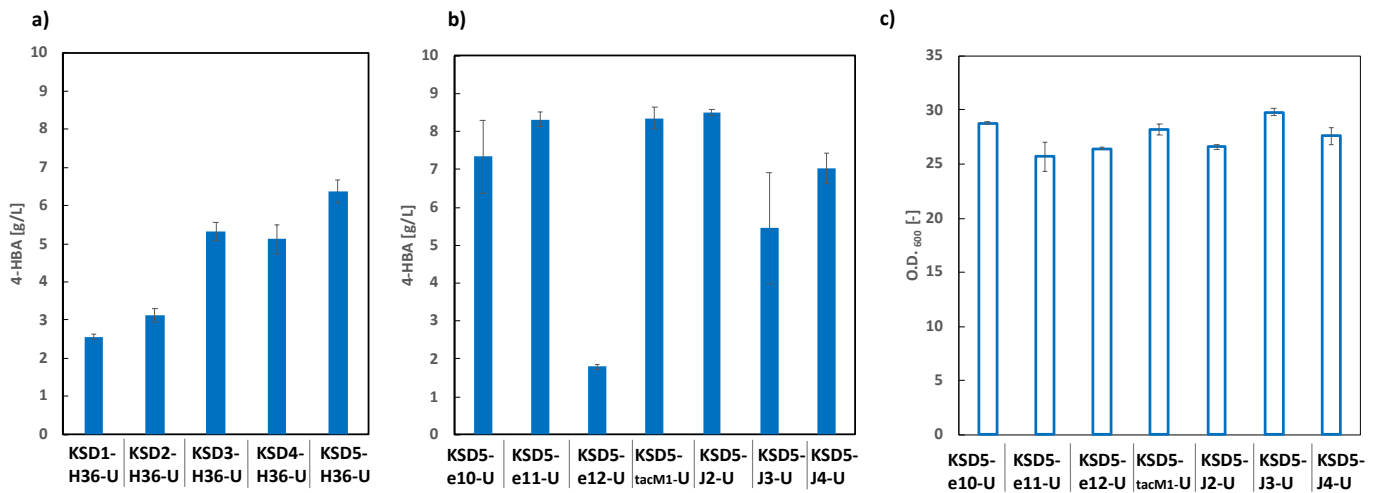 a)
10
9
8
7
6
5
4
3
2
1
0
4-HBA [g/L]
KSD1- KSD2- KSD3- KSD4- KSD5-
H36-U H36-U H36-U H36-U H36-U
b)
10
9
8
7
6
5
4
3
2
1
0
4-HBA [g/L]
KSD5- KSD5- KSD5- KSD5- KSD5- KSD5- KSD5-
e10-U e11-U e12-U tacM1-U J2-U J3-U J4-U
c)
35
30
25
20
15
10
5
0
O.D. 600 [-]
KSD5- KSD5- KSD5- KSD5- KSD5- KSD5- KSD5-
e10-U e11-U e12-U tacM1-U J2-U J3-U J4-U